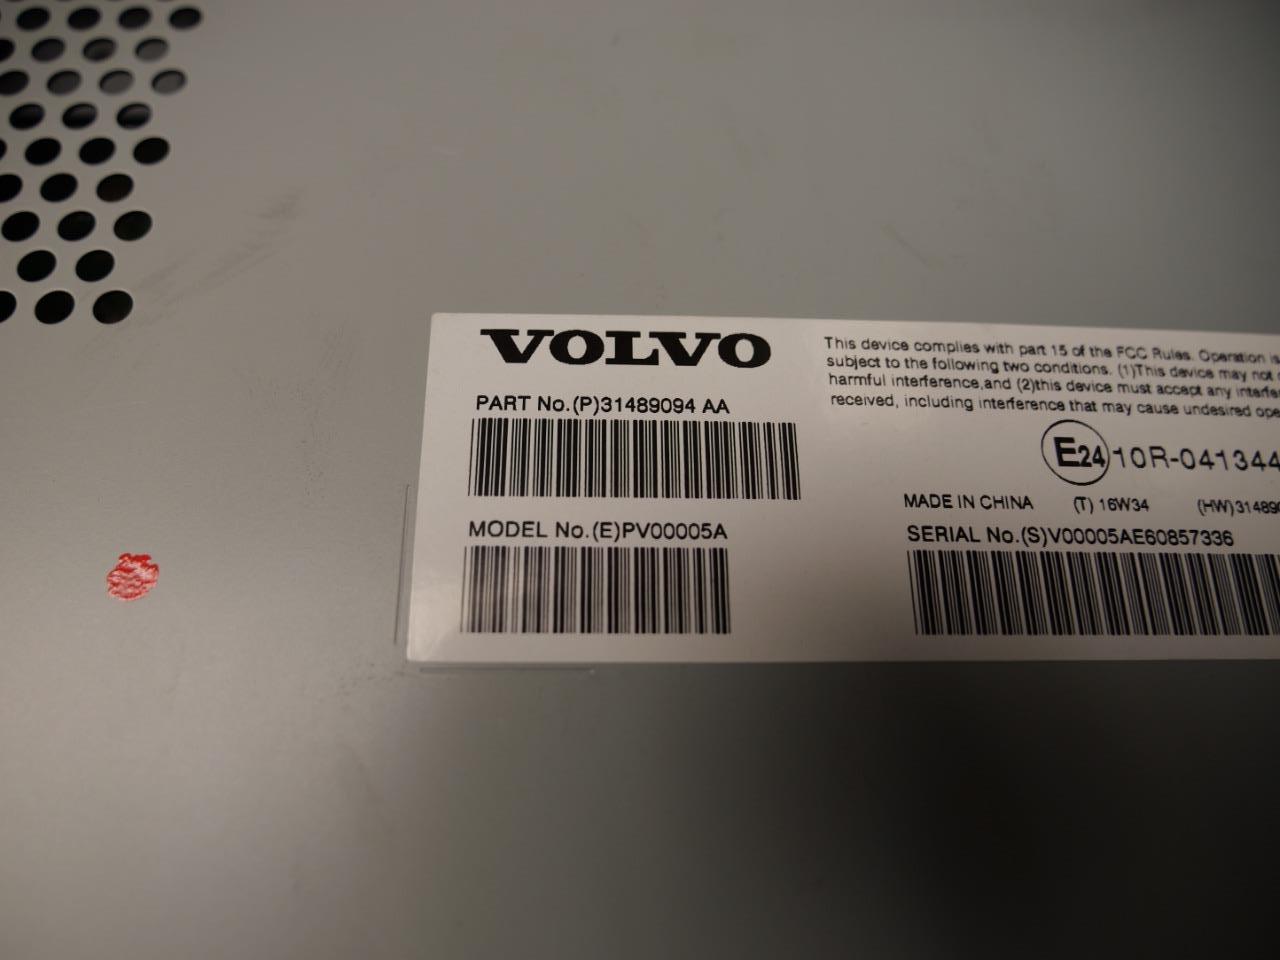 VOLVO
PART No.(P)31489094 AA
MODEL No.(E)PV00005A
This device complies with part 15 of the FCC Rules. Operation is
subject to the following two conditions. (1)This device may not
harmful interference,and (2)this device must accept any
received, including interference that may cause undesired
E24 10R-041344
MADE IN CHINA (T) 16W34 (HW)31489
SERIAL No.(S)V00005AE60857336